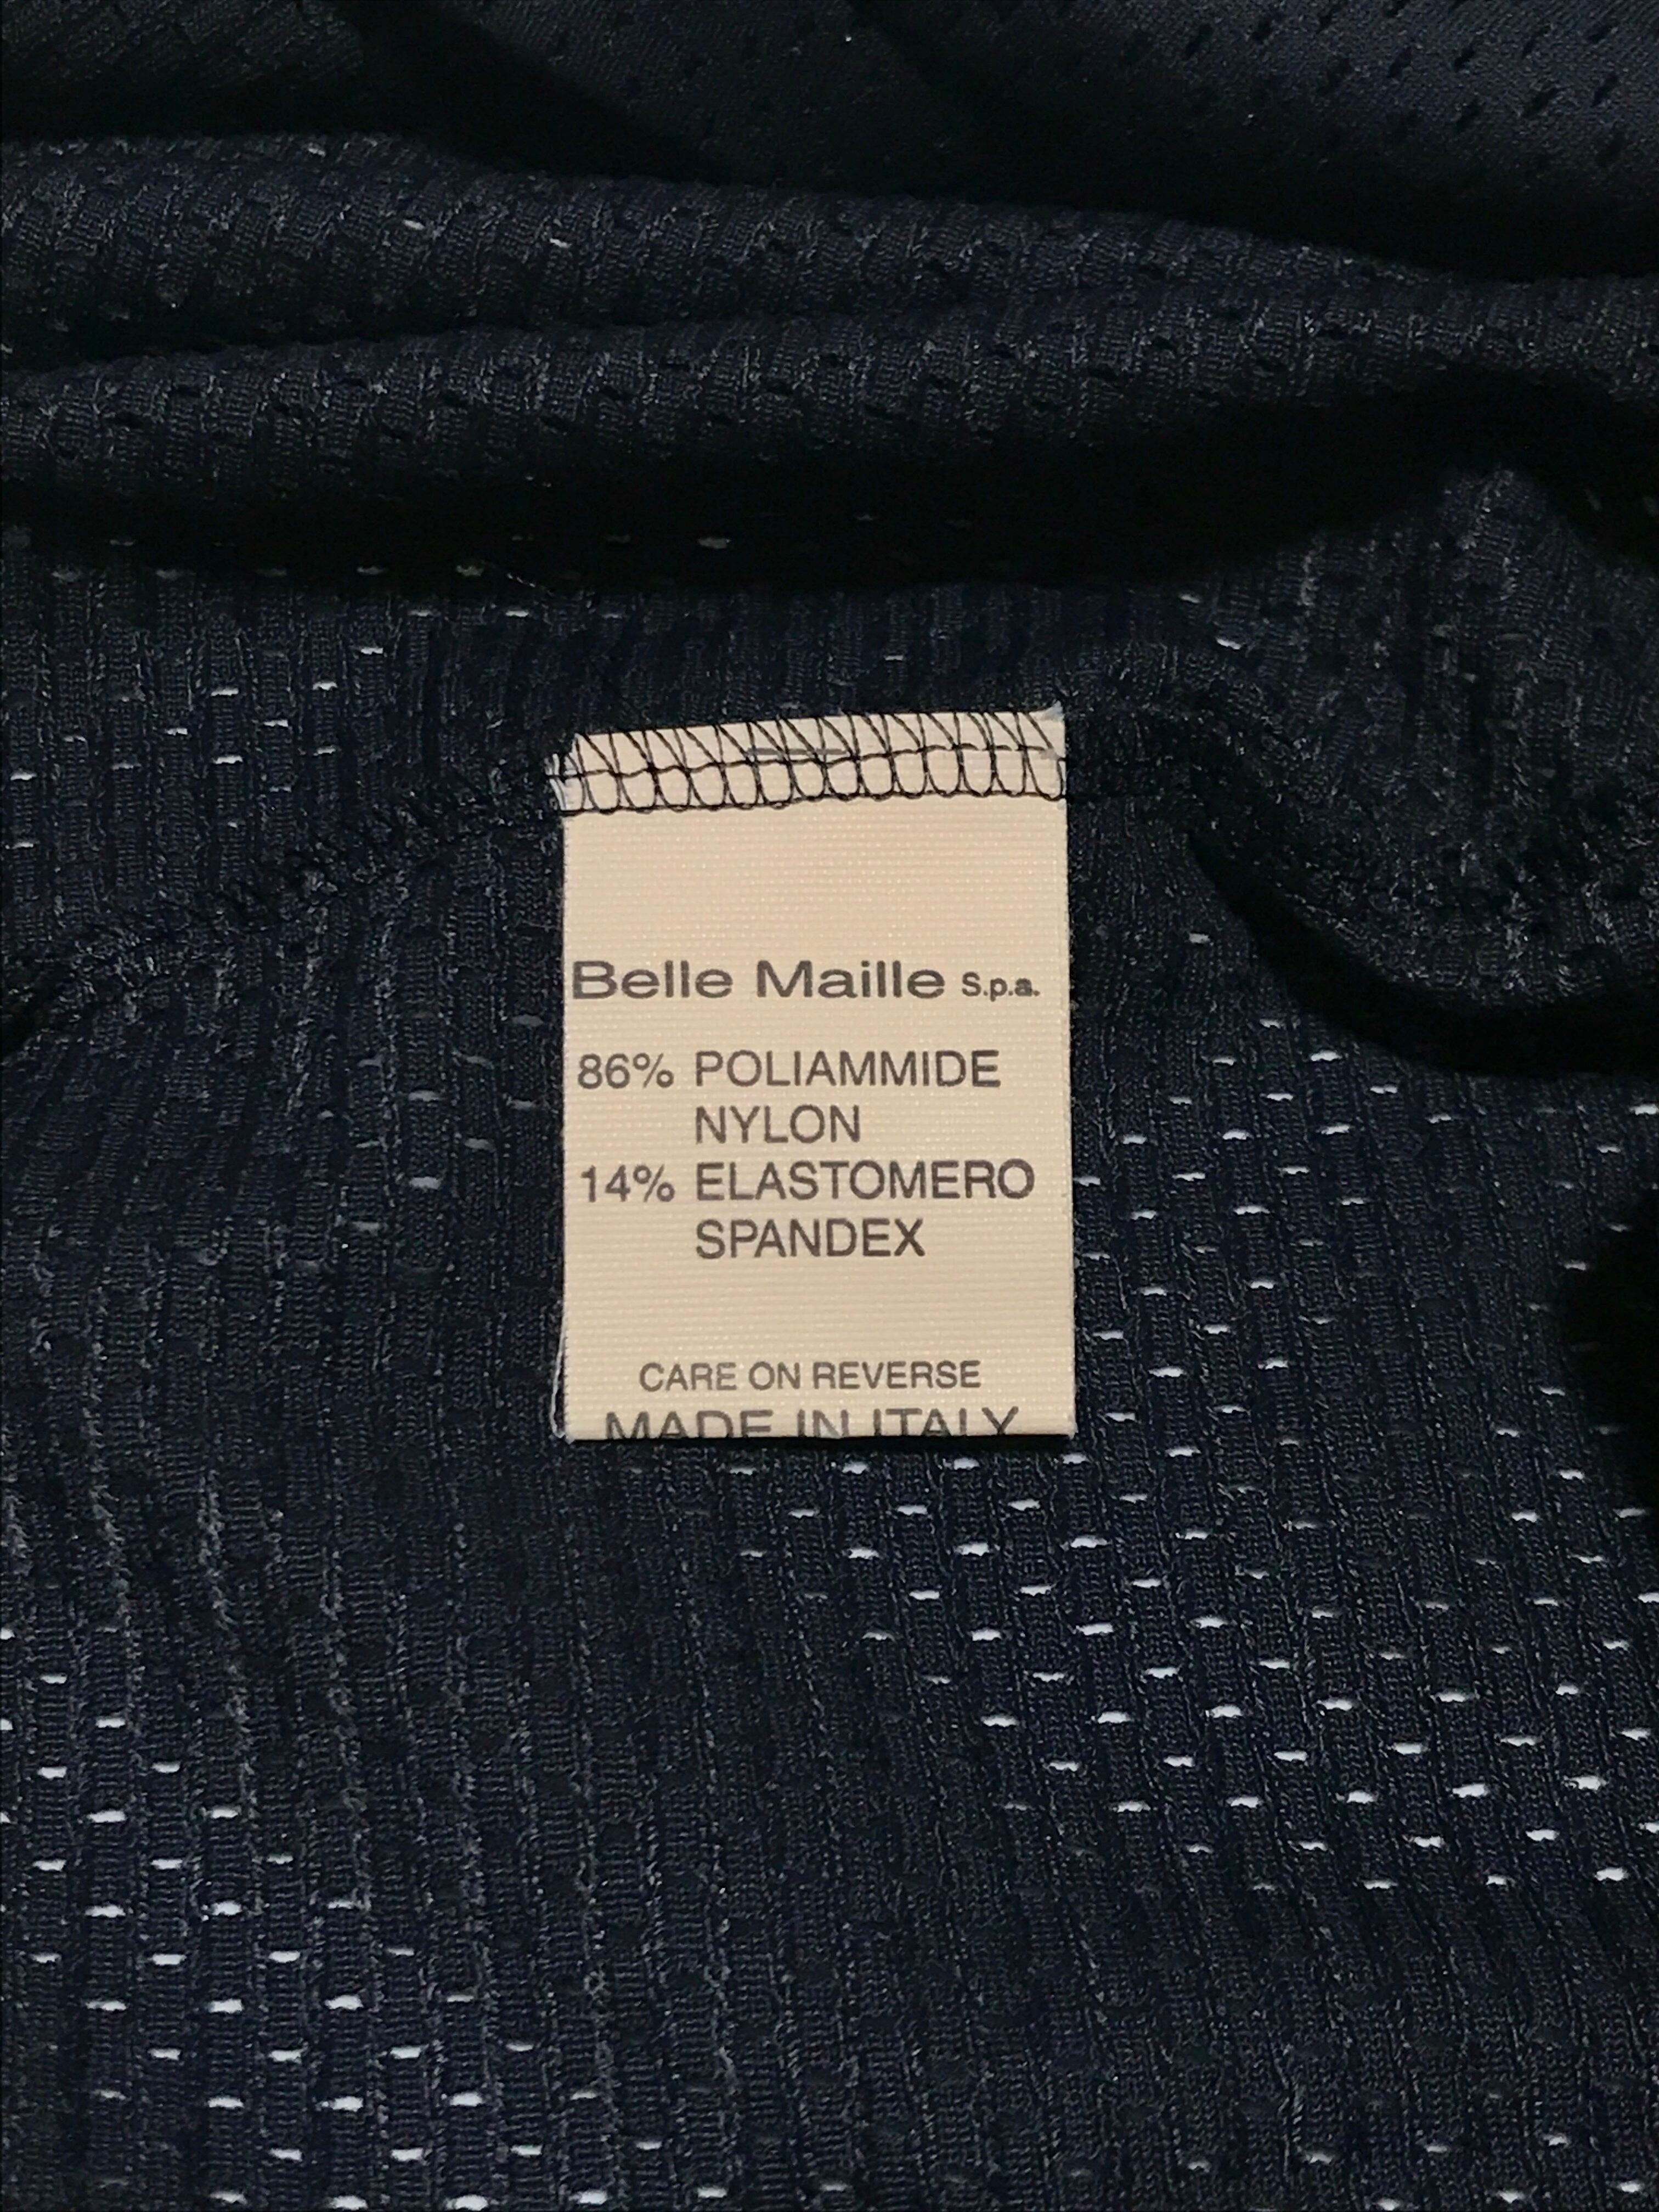 Belle Maille S.p.a.
86% POLIAMMIDE
NYLON
14% ELASTOMERO
SPANDEX
CARE ON REVERSE
MADE IN ITALY